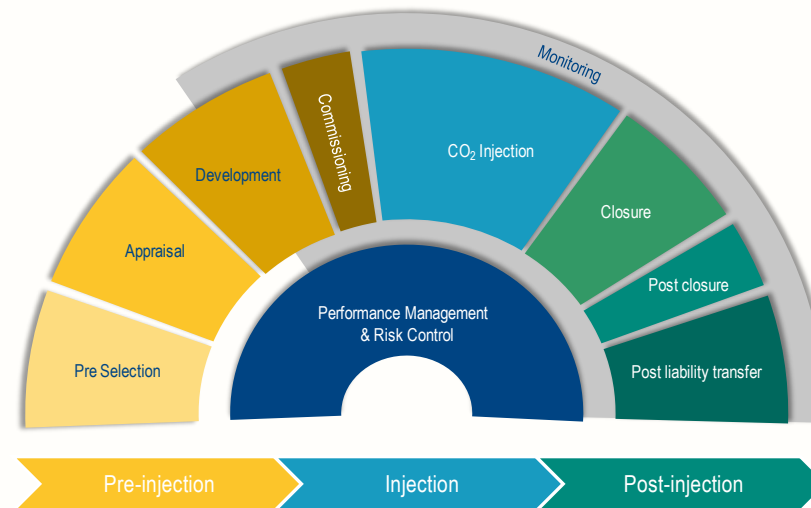 Monitoring
Commissioning
CO₂ Injection
Development
Closure
Appraisal
Post closure
Performance Management
& Risk Control
Pre Selection
Post liability transfer
Pre-injection
Injection
Post-injection